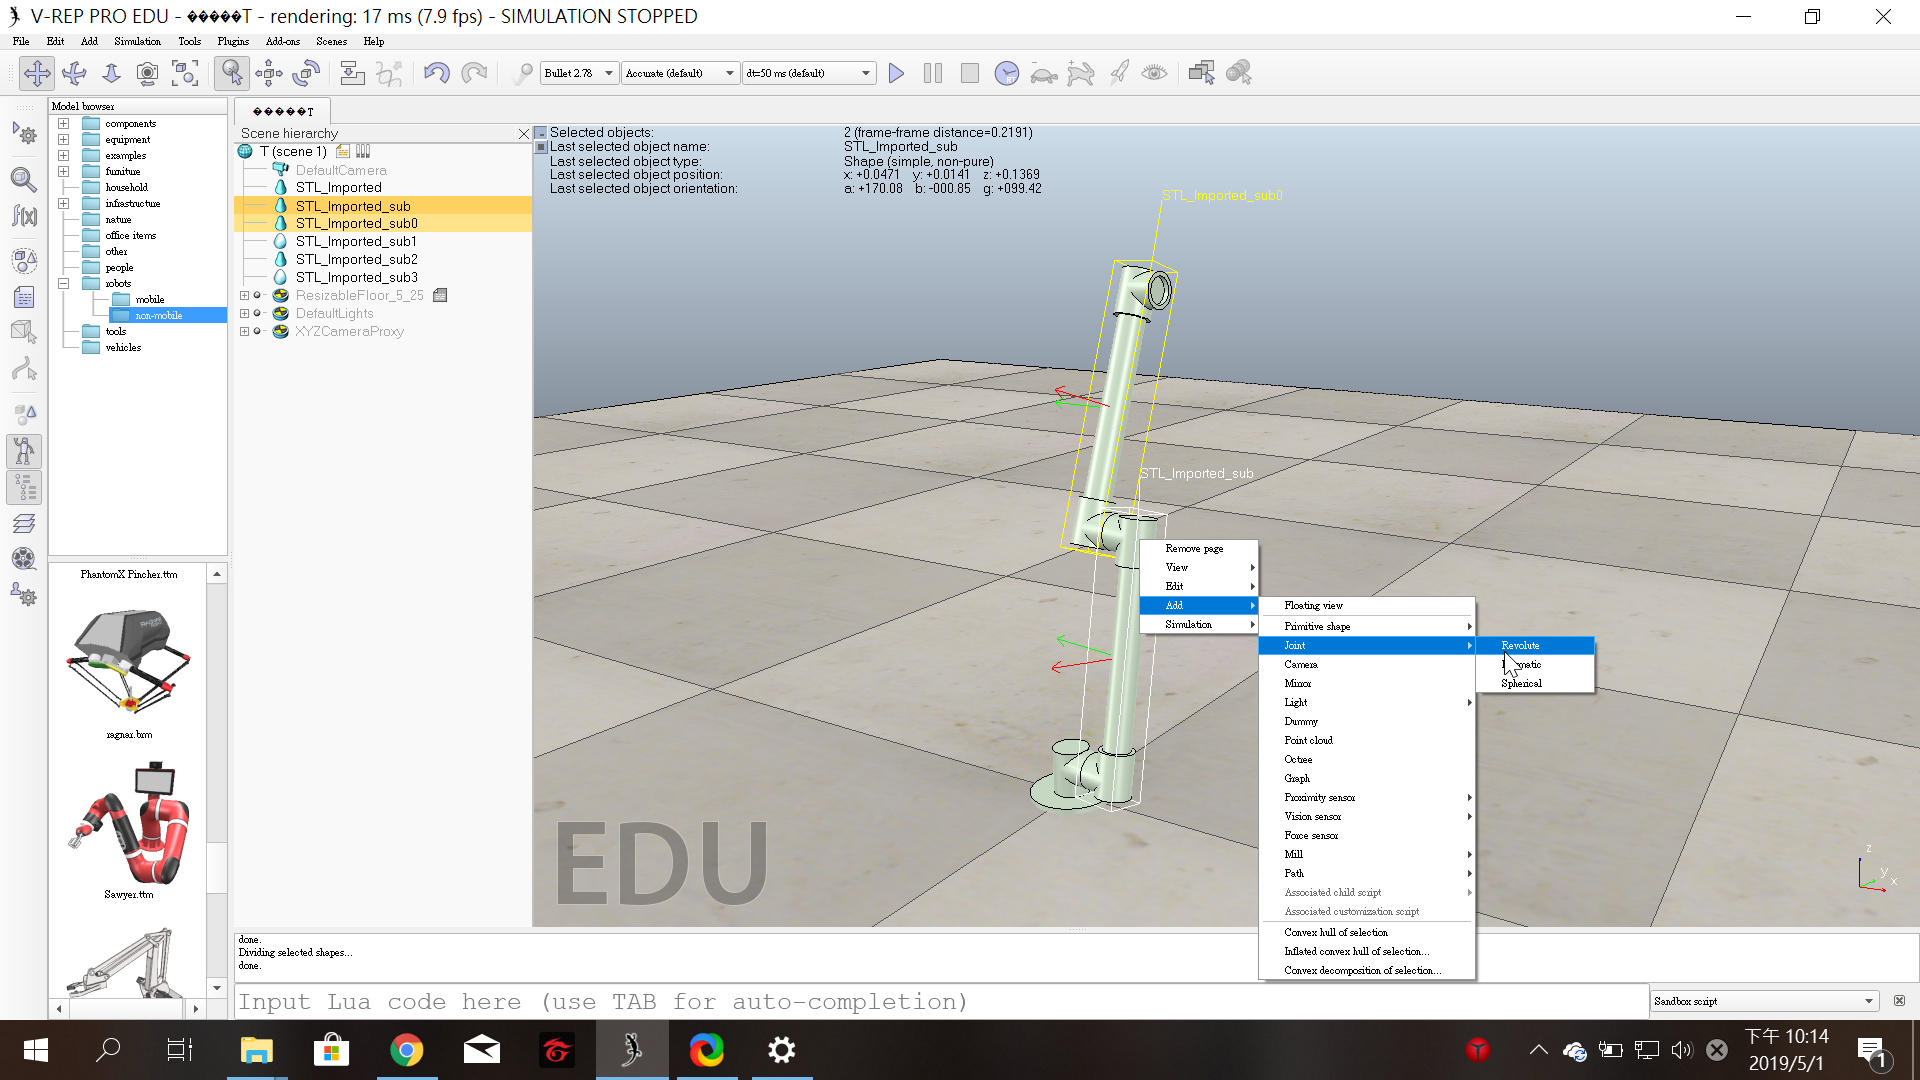 V-REP PRO EDU - �����T - rendering: 17 ms (7.9 fps) - SIMULATION STOPPED
File Edit Add Simulation Tools Plugins Add-ons Scenes Help
Bullet 2.78 Accurate (default) dt=50 ms (default)
Model browser
components
equipment
examples
furniture
household
infrastructure
nature
office items
other
people
robots
mobile
non-mobile
tools
vehicles
PhantomX Pincher.ttm
ragnar.brm
Sawyer.ttm
�����T
Scene hierarchy
T (scene 1)
DefaultCamera
STL_Imported
STL_Imported_sub
STL_Imported_sub0
STL_Imported_sub1
STL_Imported_sub2
STL_Imported_sub3
ResizableFloor_5_25
DefaultLights
XYZCameraProxy
Selected objects: 2 (frame-frame distance=0.2191)
Last selected object name: STL_Imported_sub
Last selected object type: Shape (simple, non-pure)
Last selected object position: x: +0.0471 y: +0.0141 z: +0.1369
Last selected object orientation: a: +170.08 b: -000.85 g: +099.42
STL_Imported_sub0
STL_Imported_sub
Remove page
View
Edit
Add
Simulation
Floating view
Primitive shape
Joint
Camera
Mirror
Light
Dummy
Point cloud
Octree
Graph
Proximity sensor
Vision sensor
Force sensor
Mill
Path
Associated child script
Associated customization script
Convex hull of selection
Inflated convex hull of selection...
Convex decomposition of selection...
Revolute
Spherical
EDU
z
y
x
done.
Dividing selected shapes...
done.
Input Lua code here (use TAB for auto-completion)
Sandbox script
下午 10:14
2019/5/1
1